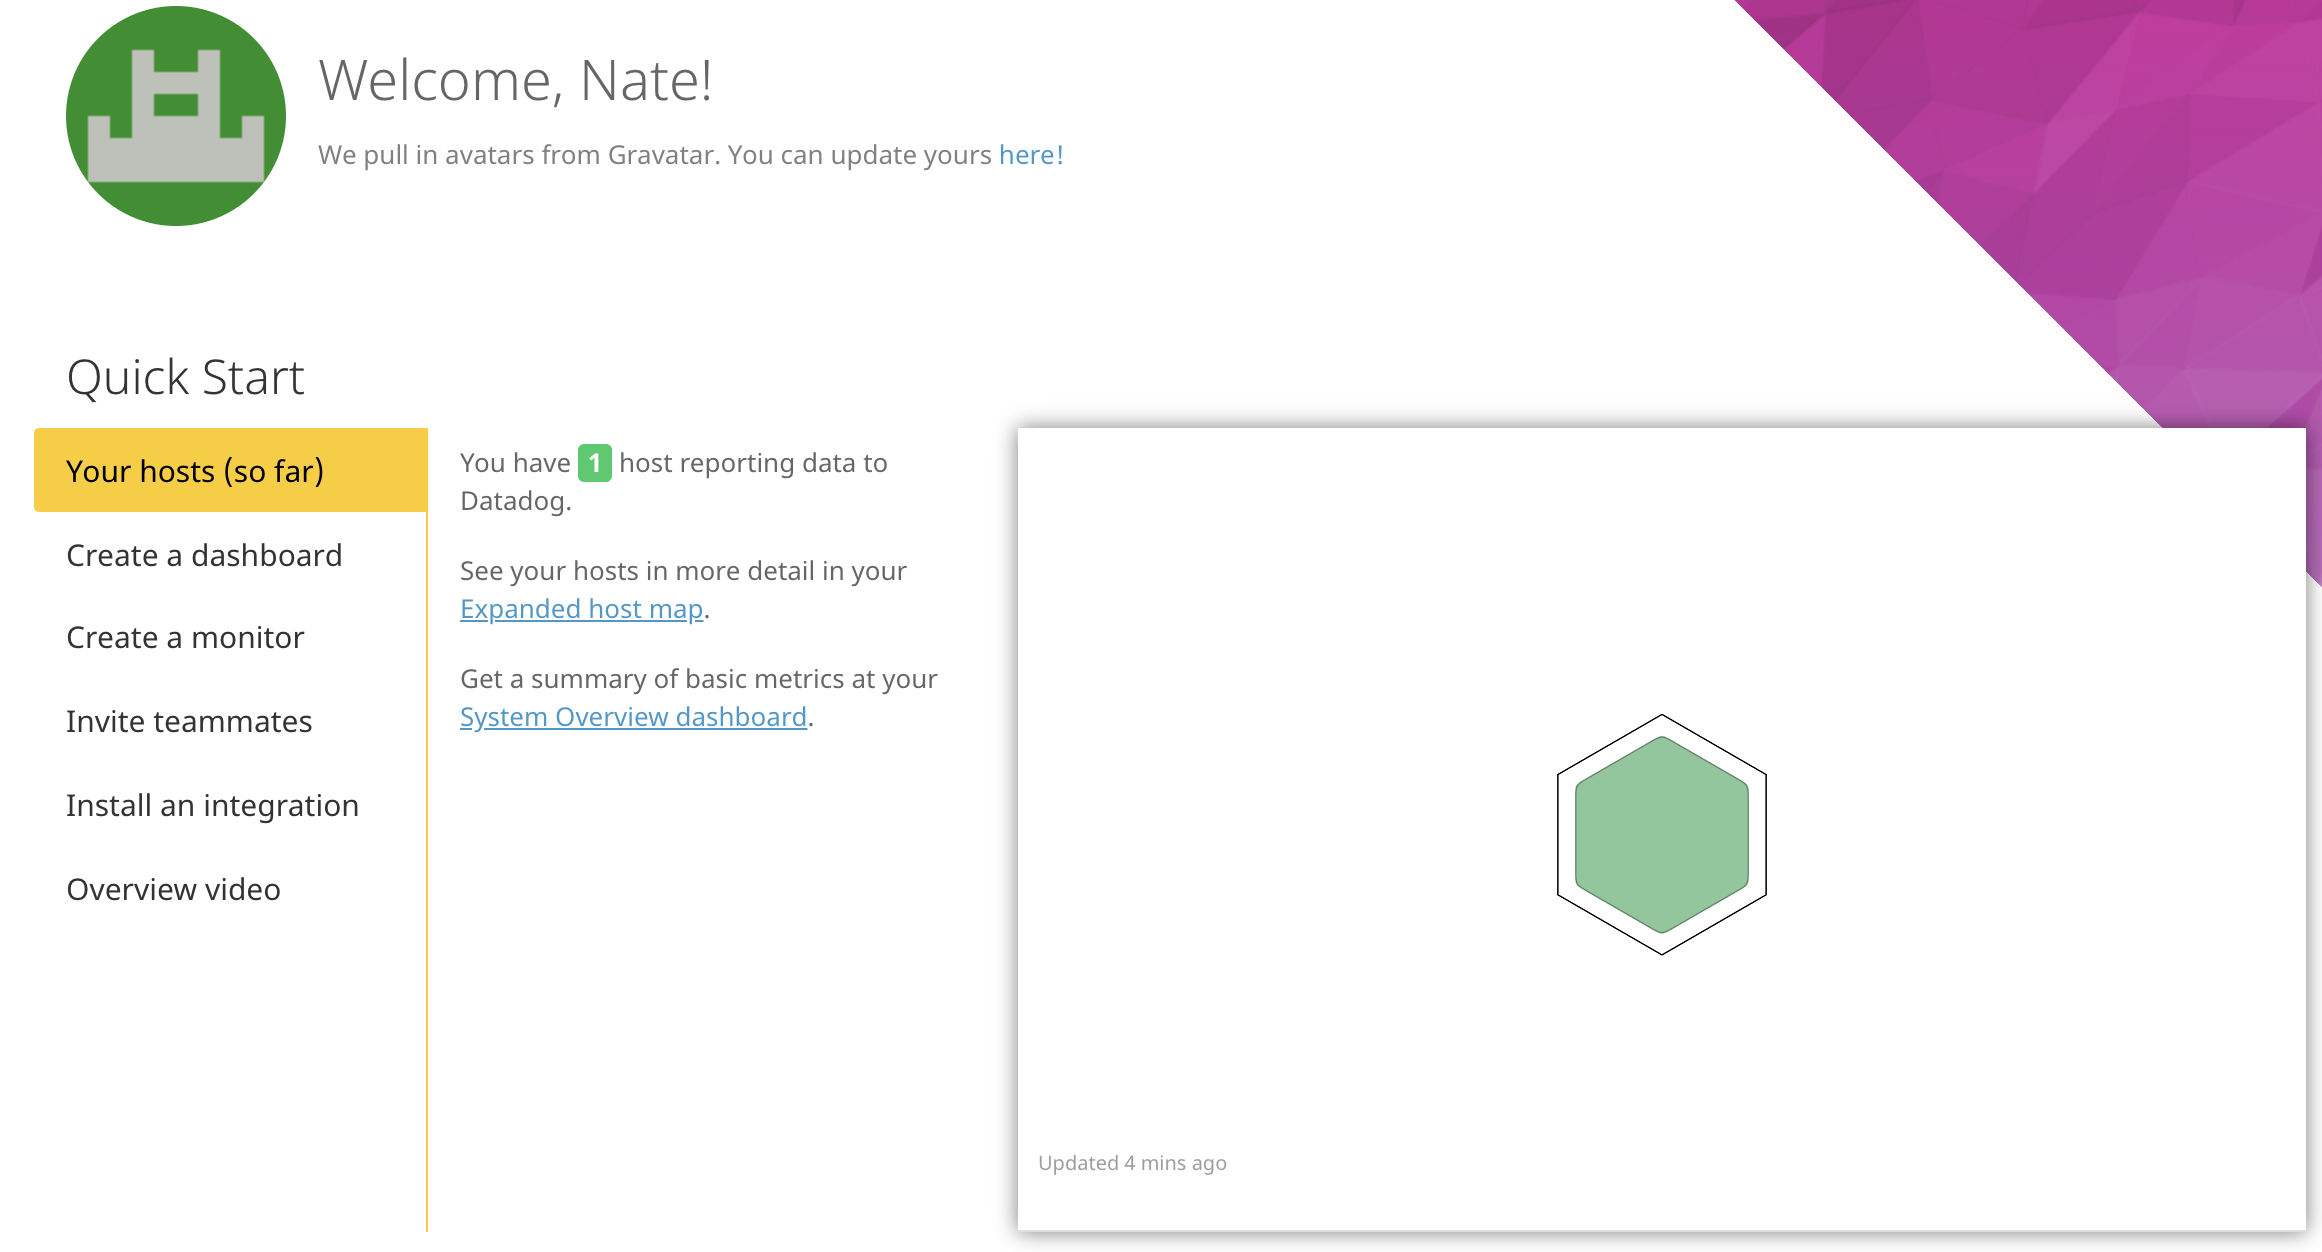 Welcome, Nate!
We pull in avatars from Gravatar. You can update yours here!
Quick Start
Your hosts (so far)
Create a dashboard
Create a monitor
Invite teammates
Install an integration
Overview video
You have 1 host reporting data to
Datadog.
See your hosts in more detail in your
Expanded host map.
Get a summary of basic metrics at your
System Overview dashboard.
Updated 4 mins ago